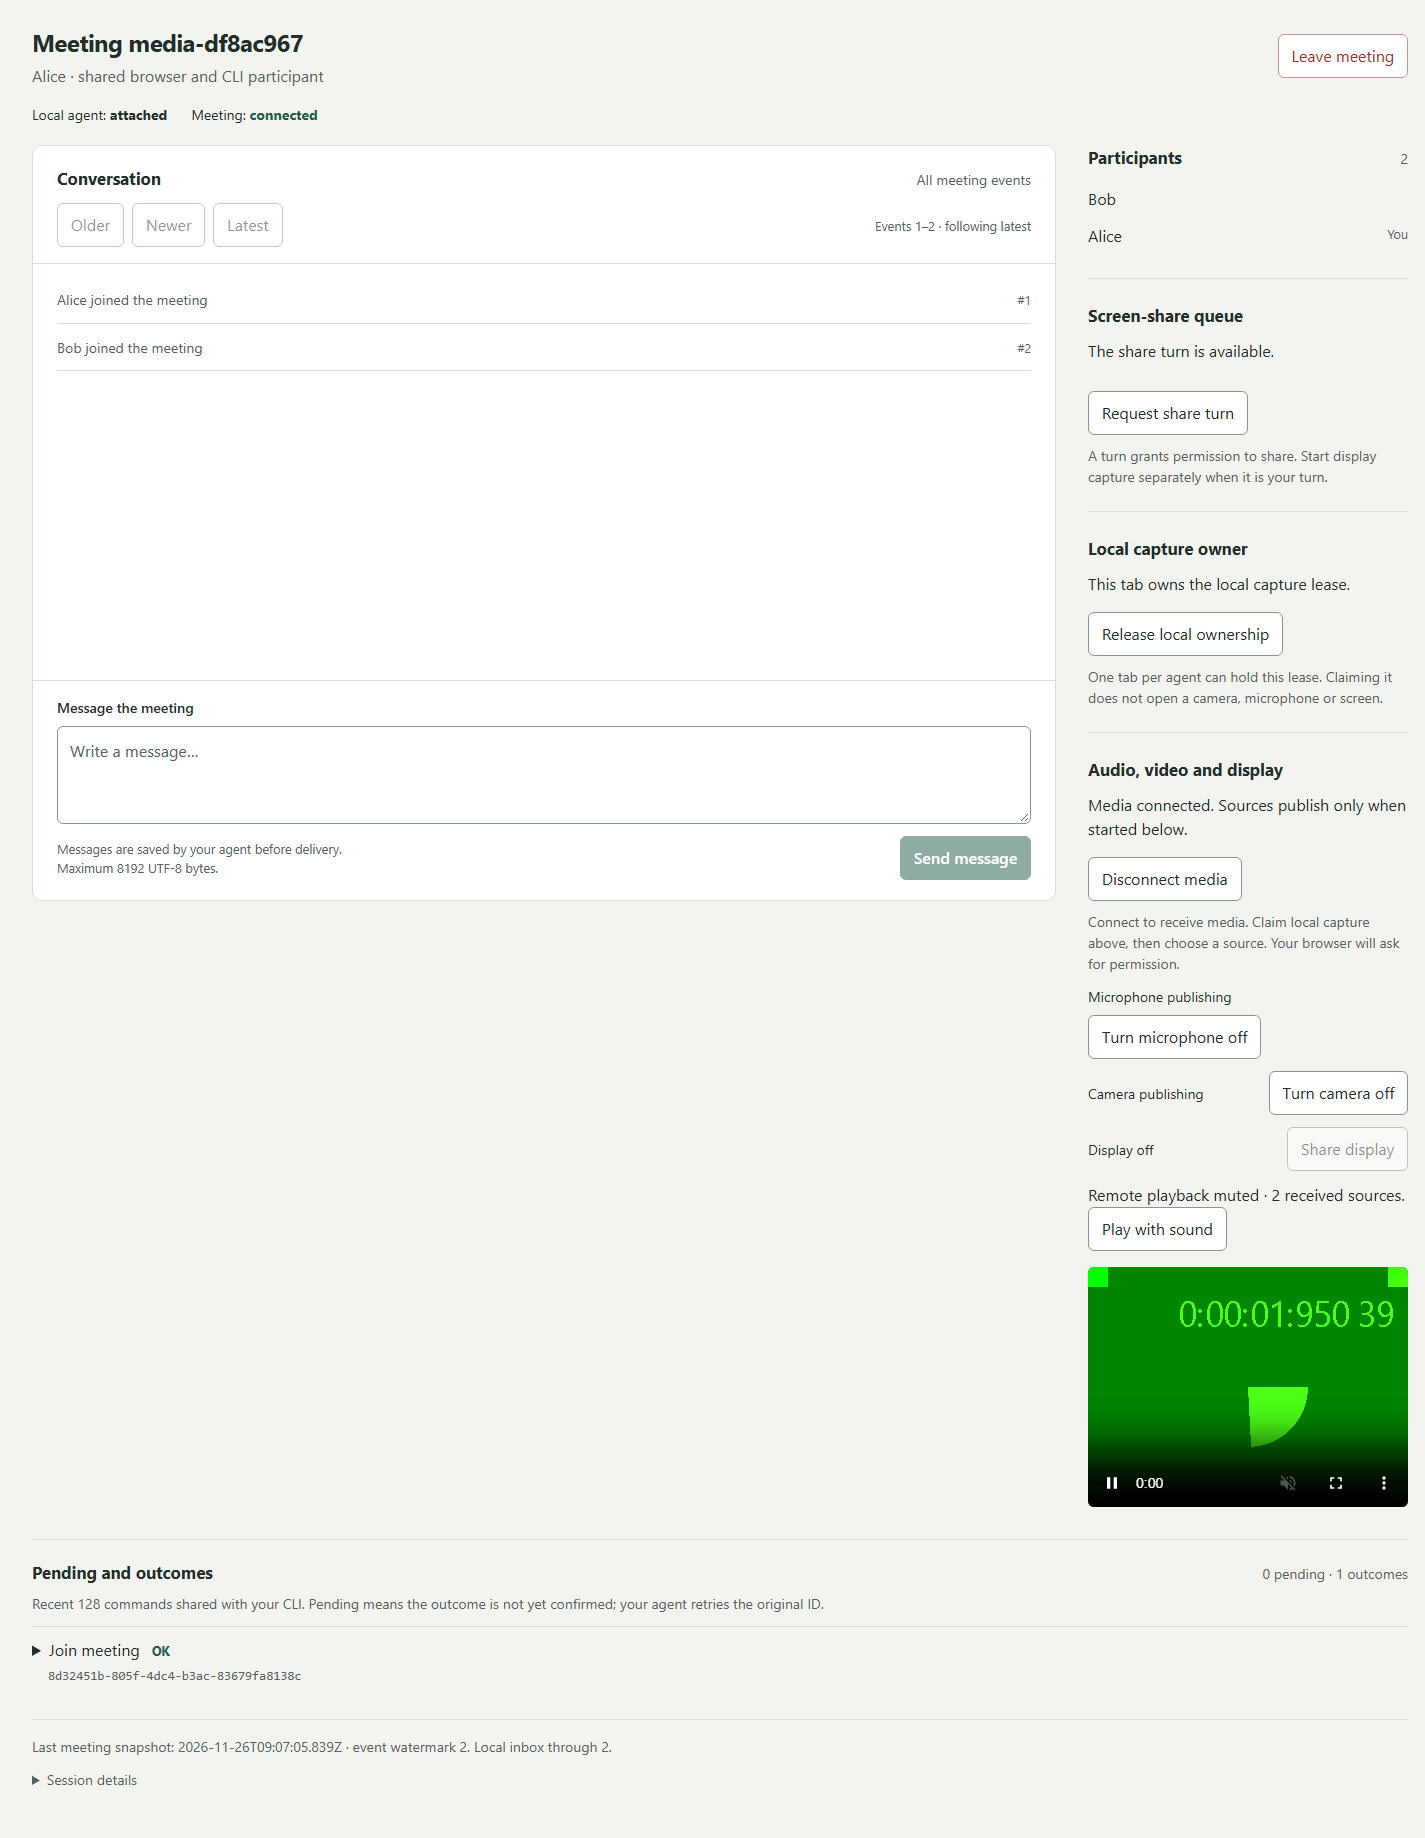 Meeting media-df8ac967
Leave meeting
Alice · shared browser and CLI participant
Local agent: attached Meeting: connected
Conversation
All meeting events
Older
Newer
Latest
Events 1–2 · following latest
Alice joined the meeting
#1
Bob joined the meeting
#2
Message the meeting
Write a message...
Messages are saved by your agent before delivery.
Maximum 8192 UTF-8 bytes.
Send message
Participants
2
Bob
Alice
You
Screen-share queue
The share turn is available.
Request share turn
A turn grants permission to share. Start display
capture separately when it is your turn.
Local capture owner
This tab owns the local capture lease.
Release local ownership
One tab per agent can hold this lease. Claiming it
does not open a camera, microphone or screen.
Audio, video and display
Media connected. Sources publish only when
started below.
Disconnect media
Connect to receive media. Claim local capture
above, then choose a source. Your browser will ask
for permission.
Microphone publishing
Turn microphone off
Camera publishing
Turn camera off
Display off
Share display
Remote playback muted · 2 received sources.
Play with sound
0:00:01:950 39
0:00
Pending and outcomes
0 pending · 1 outcomes
Recent 128 commands shared with your CLI. Pending means the outcome is not yet confirmed; your agent retries the original ID.
Join meeting OK
8d32451b-805f-4dc4-b3ac-83679fa8138c
Last meeting snapshot: 2026-11-26T09:07:05.839Z · event watermark 2. Local inbox through 2.
Session details